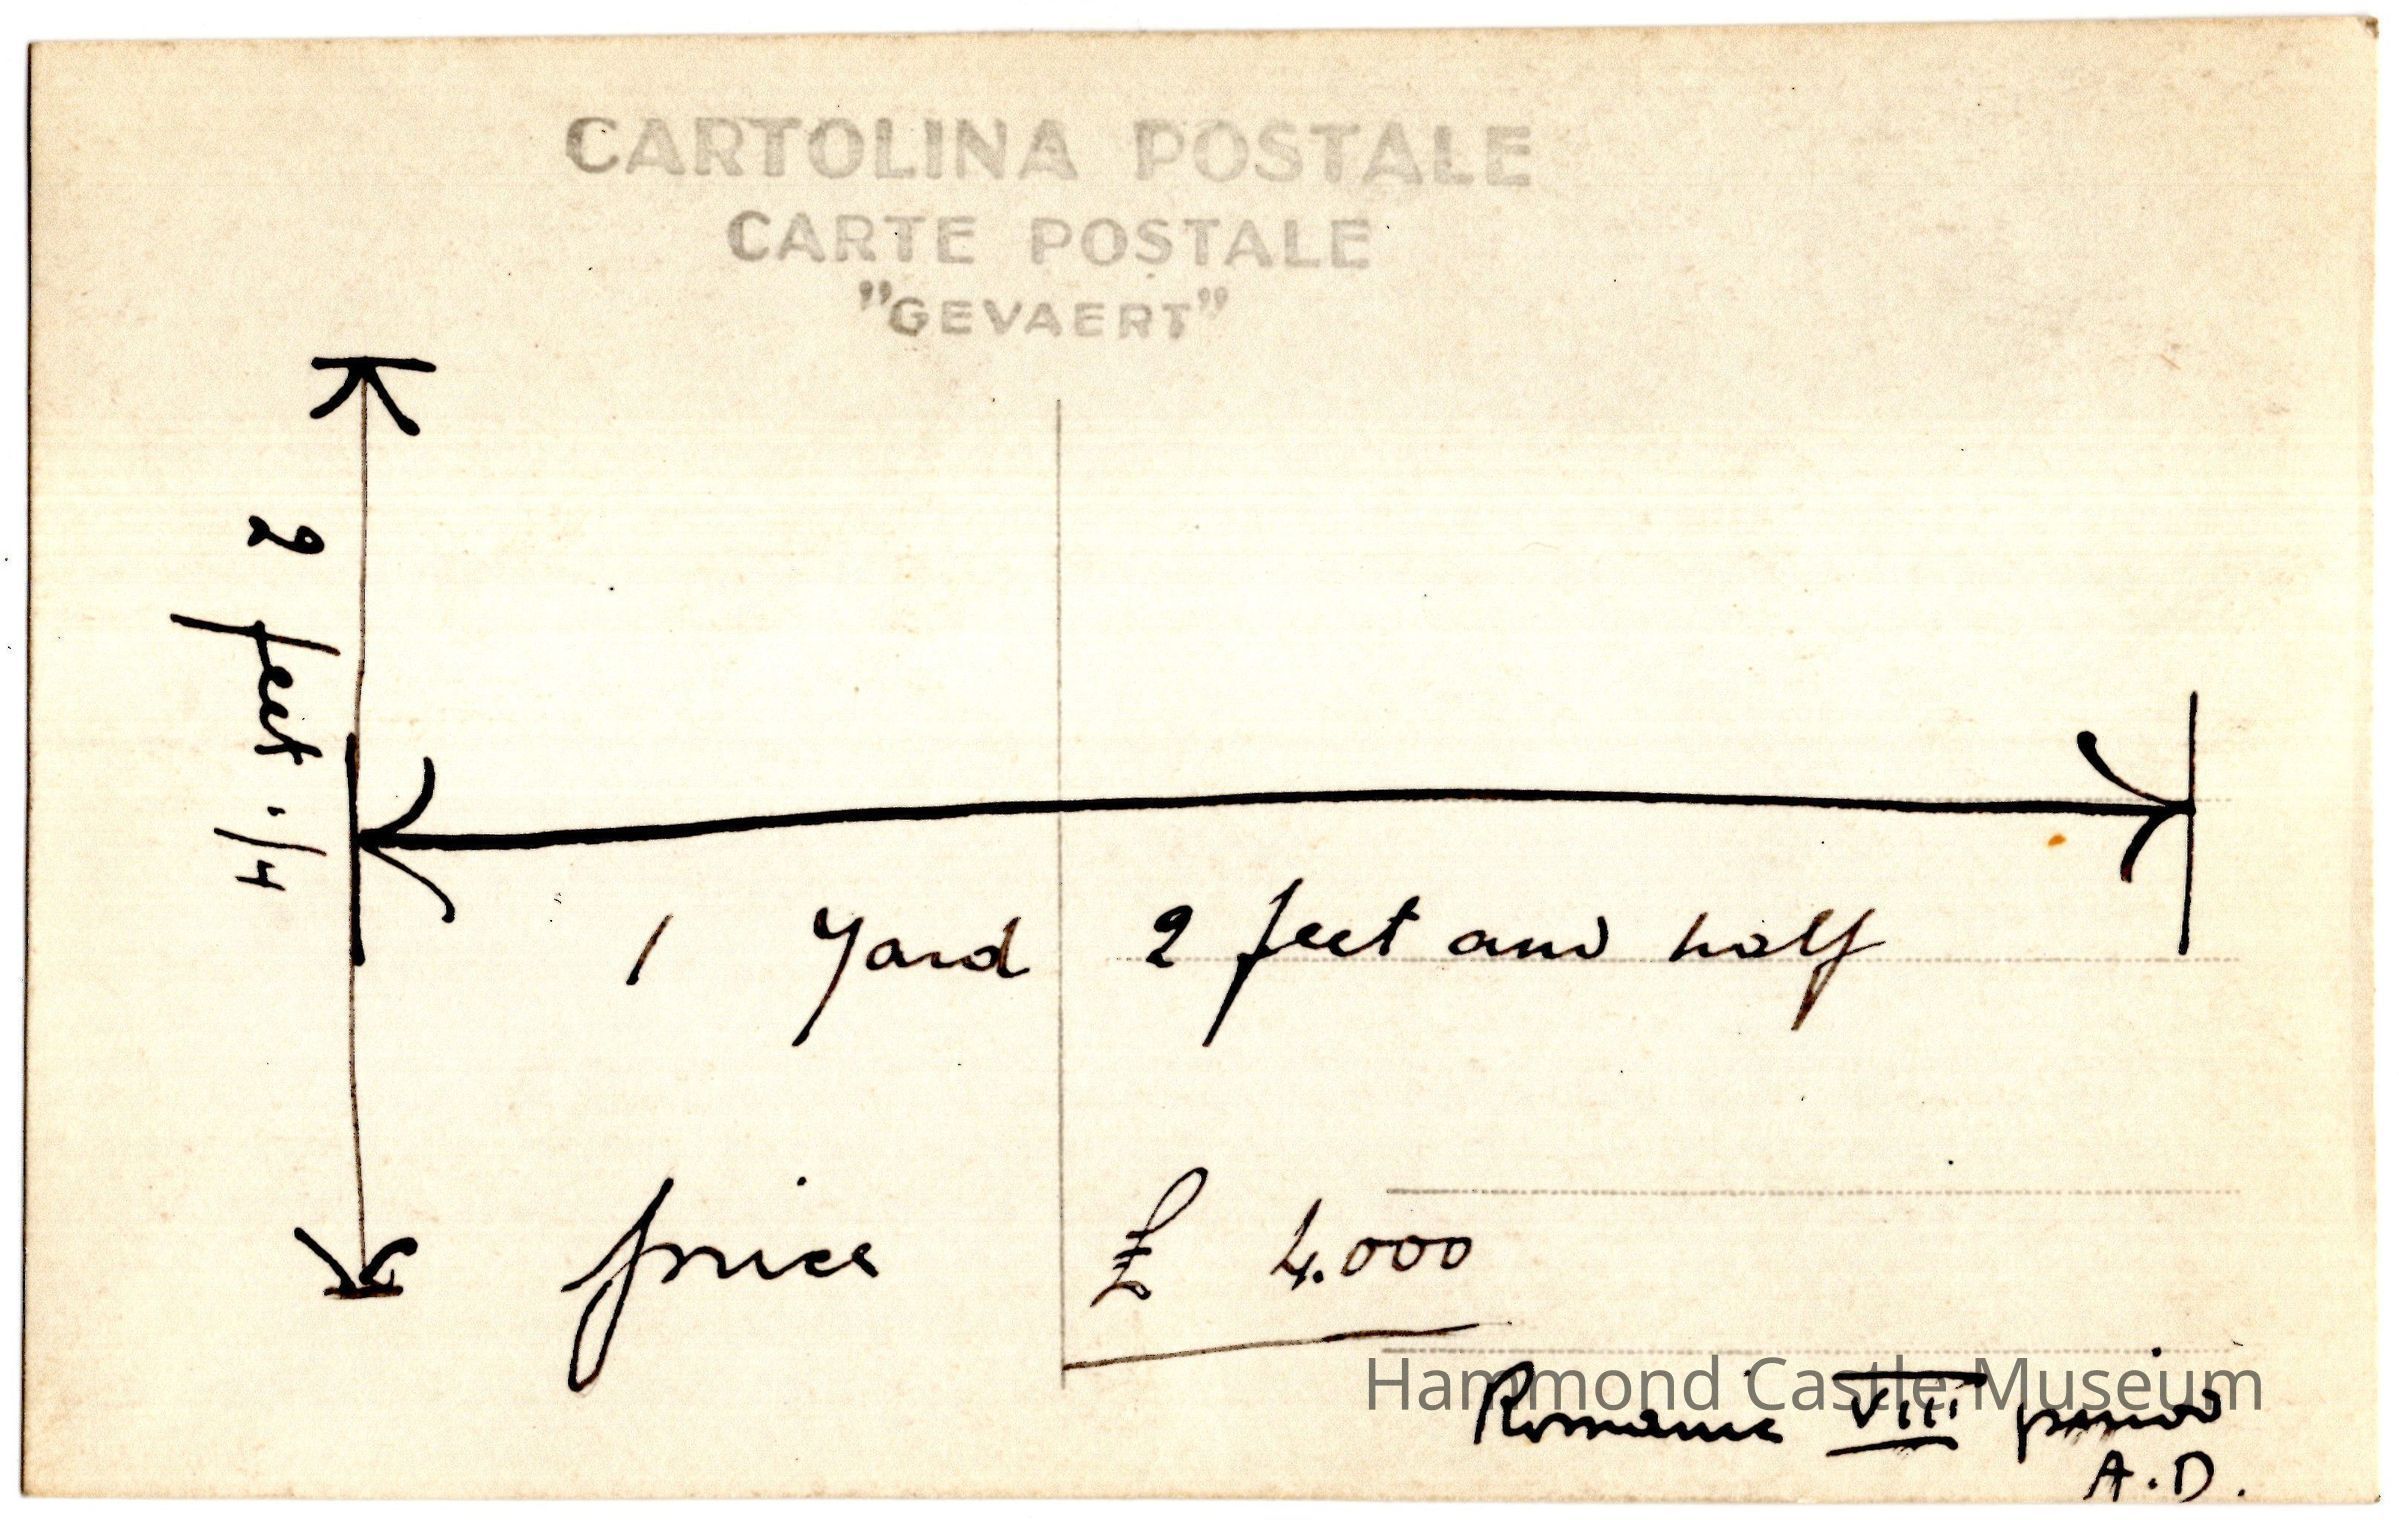 CARTOLINA POSTALE
CARTE POSTALE
"GEVAERT"
2 feet 1/4
1 Yard 2 feet and half
price £ 4.000
Hammond Castle Museum
Romanic VIII period
A.D.